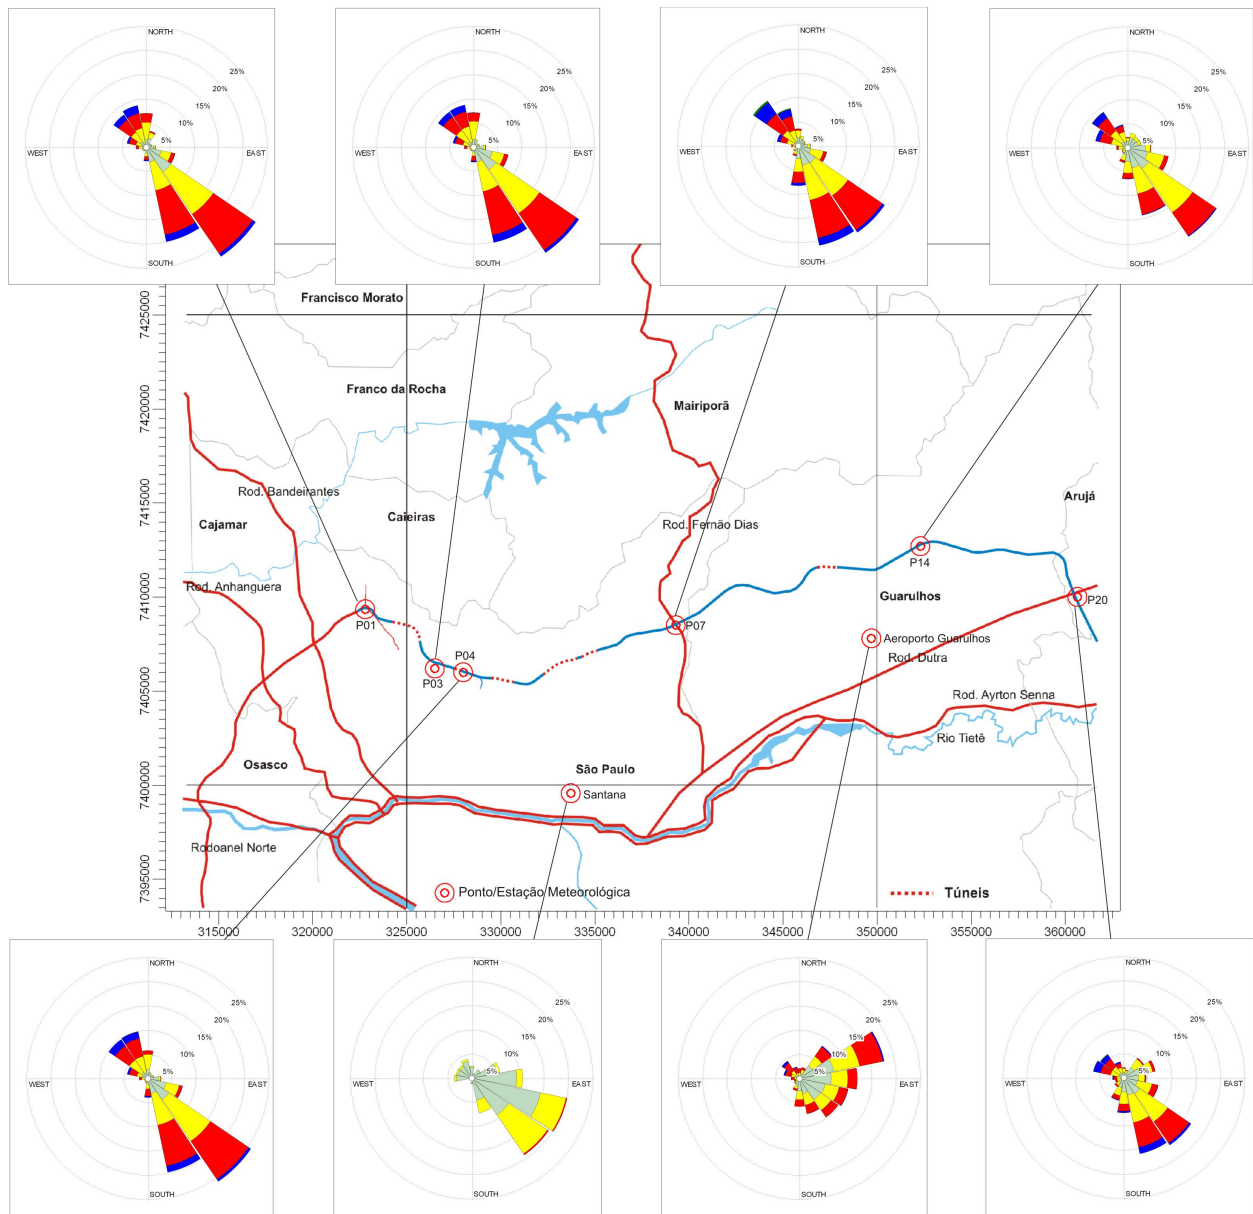 NORTH
25%
20%
15%
10%
5%
WEST
EAST
SOUTH
NORTH
25%
20%
15%
10%
5%
WEST
EAST
SOUTH
NORTH
25%
20%
15%
10%
5%
WEST
EAST
SOUTH
NORTH
25%
20%
15%
10%
5%
WEST
EAST
SOUTH
7425000
7420000
7415000
7410000
7405000
7400000
7395000
Francisco Morato
Franco da Rocha
Mairiporã
Rod. Bandeirantes
Arujá
Cajamar
Caieiras
Rod. Fernão Dias
P14
Rod. Anhanguera
Guarulhos
P20
P01
P07
Aeroporto Guarulhos
P04
Rod. Dutra
P03
Rod. Ayrton Senna
Rio Tietê
Osasco
São Paulo
Santana
Rodoanel Norte
Ponto/Estação Meteorológica
Túneis
315000
320000
325000
330000
335000
340000
345000
350000
355000
360000
NORTH
25%
20%
15%
10%
5%
WEST
EAST
SOUTH
NORTH
25%
20%
15%
10%
5%
WEST
EAST
SOUTH
NORTH
25%
20%
15%
10%
5%
WEST
EAST
SOUTH
NORTH
25%
20%
15%
10%
5%
WEST
EAST
SOUTH